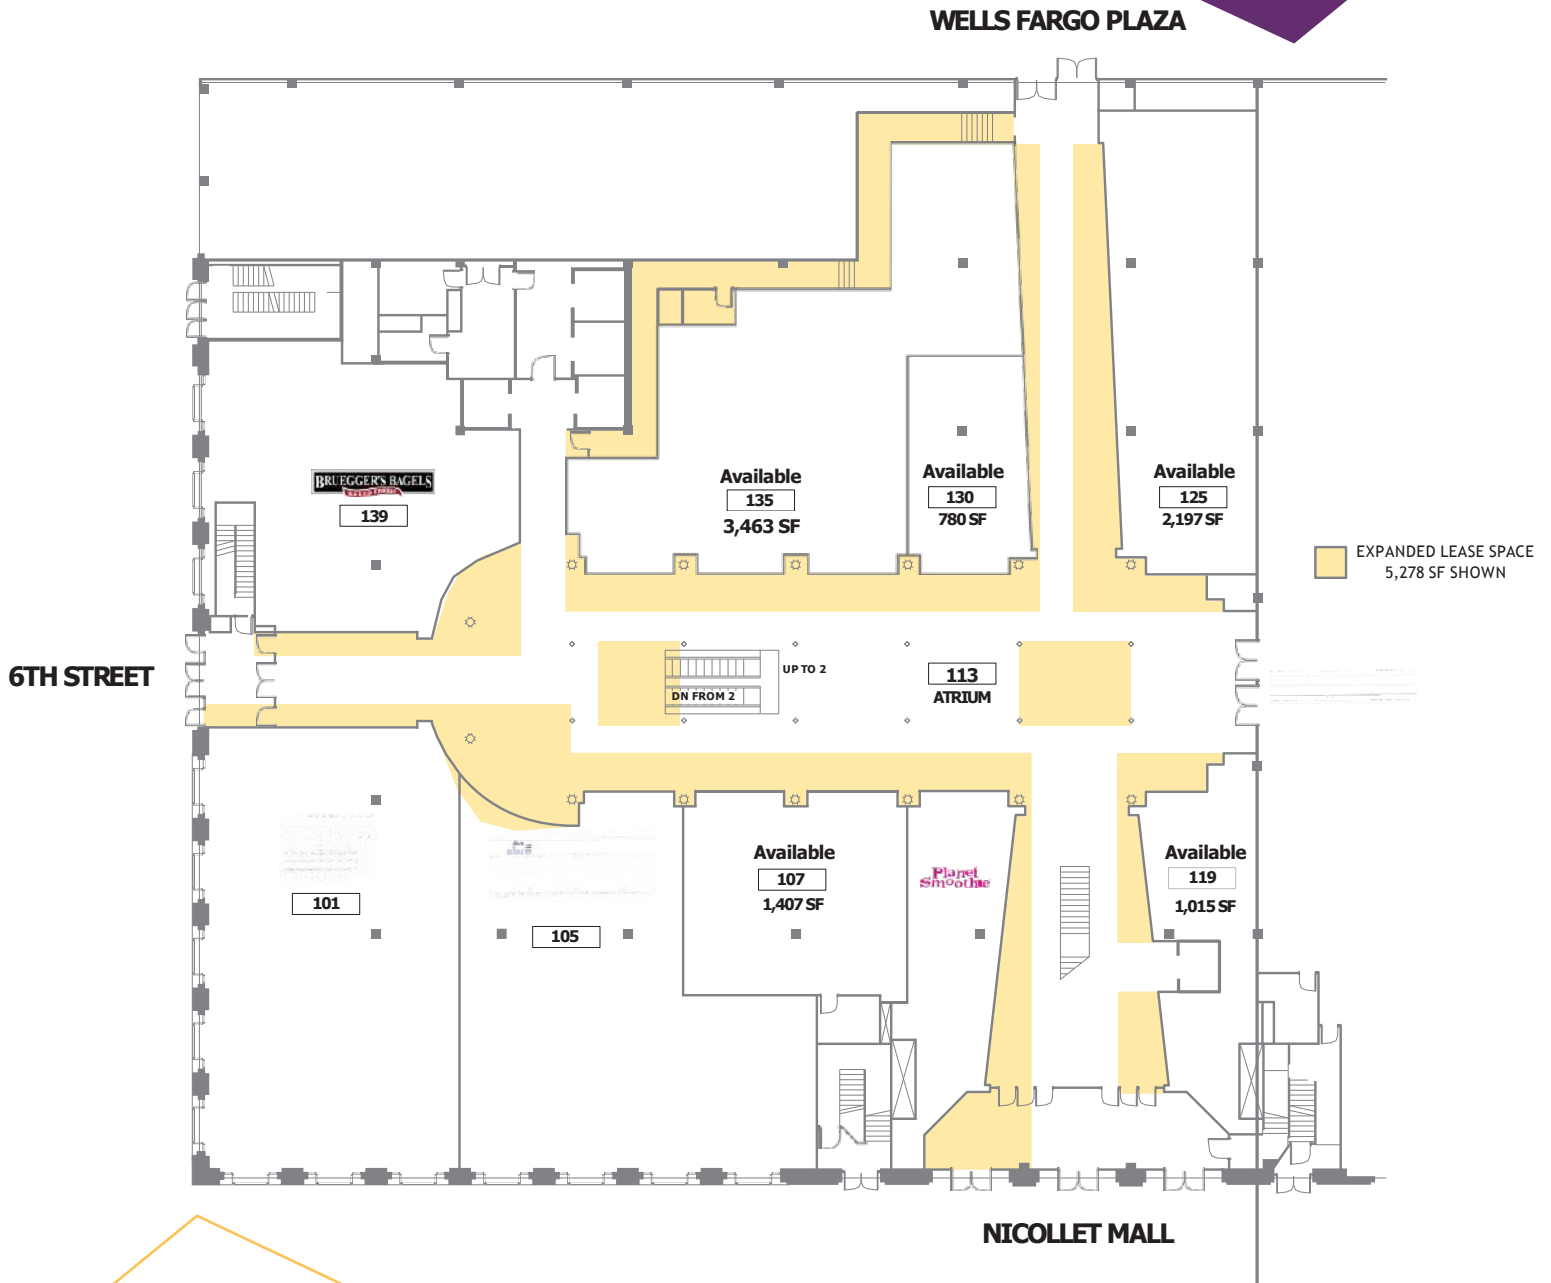 WELLS FARGO PLAZA
BRUEGGER'S BAGELS
139
Available
135
3,463 SF
Available
130
780 SF
Available
125
2,197 SF
EXPANDED LEASE SPACE
5,278 SF SHOWN
6TH STREET
UP TO 2
DN FROM 2
113
ATRIUM
101
105
Available
107
1,407 SF
Planet
Smoothie
Available
119
1,015 SF
NICOLLET MALL